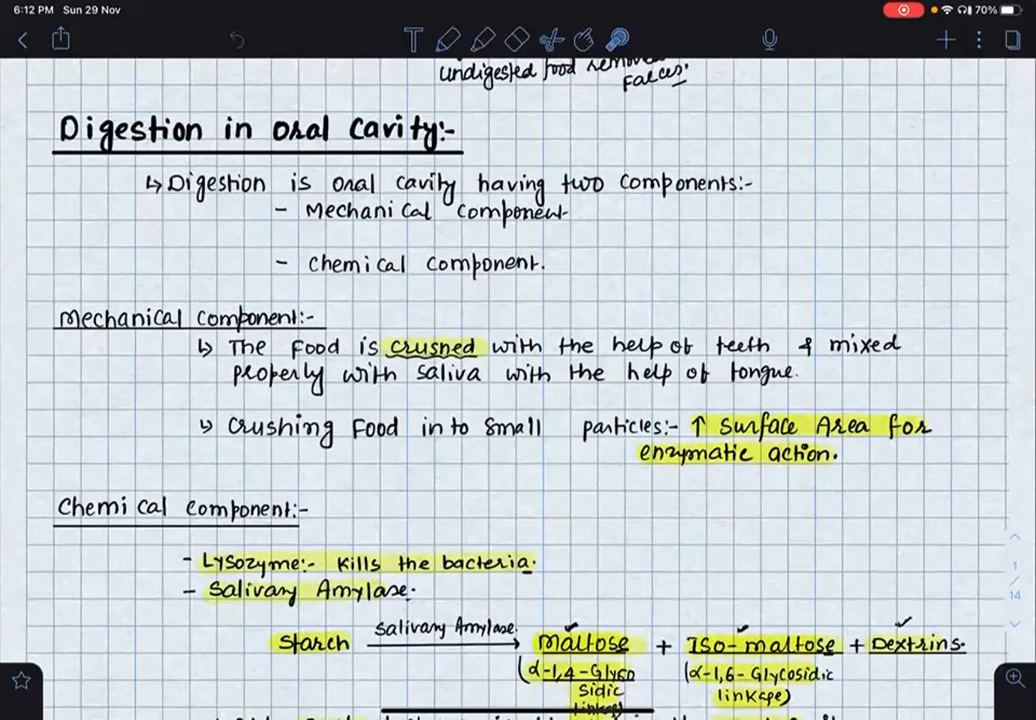 6:12 PM Sun 29 Nov
70%
undigested food
Faeces.
Digestion in oral cavity:-
↳ Digestion is oral cavity having two components:-
- Mechanical component
- chemical component.
Mechanical component:-
↳ The food is crushed with the help of teeth & mixed
properly with saliva with the help of tongue.
↳ Crushing Food in to small particles:- ↑ Surface Area for
enzymatic action.
Chemical component:-
- Lysozyme:- kills the bacteria.
- Salivary Amylase.
Salivary Amylase.
Starch → Maltose + Iso-maltose + Dextrins.
(α-1,4-Glyco (α-1,6-Glycosidic
sidic linkage)
linkage)
1
/
14